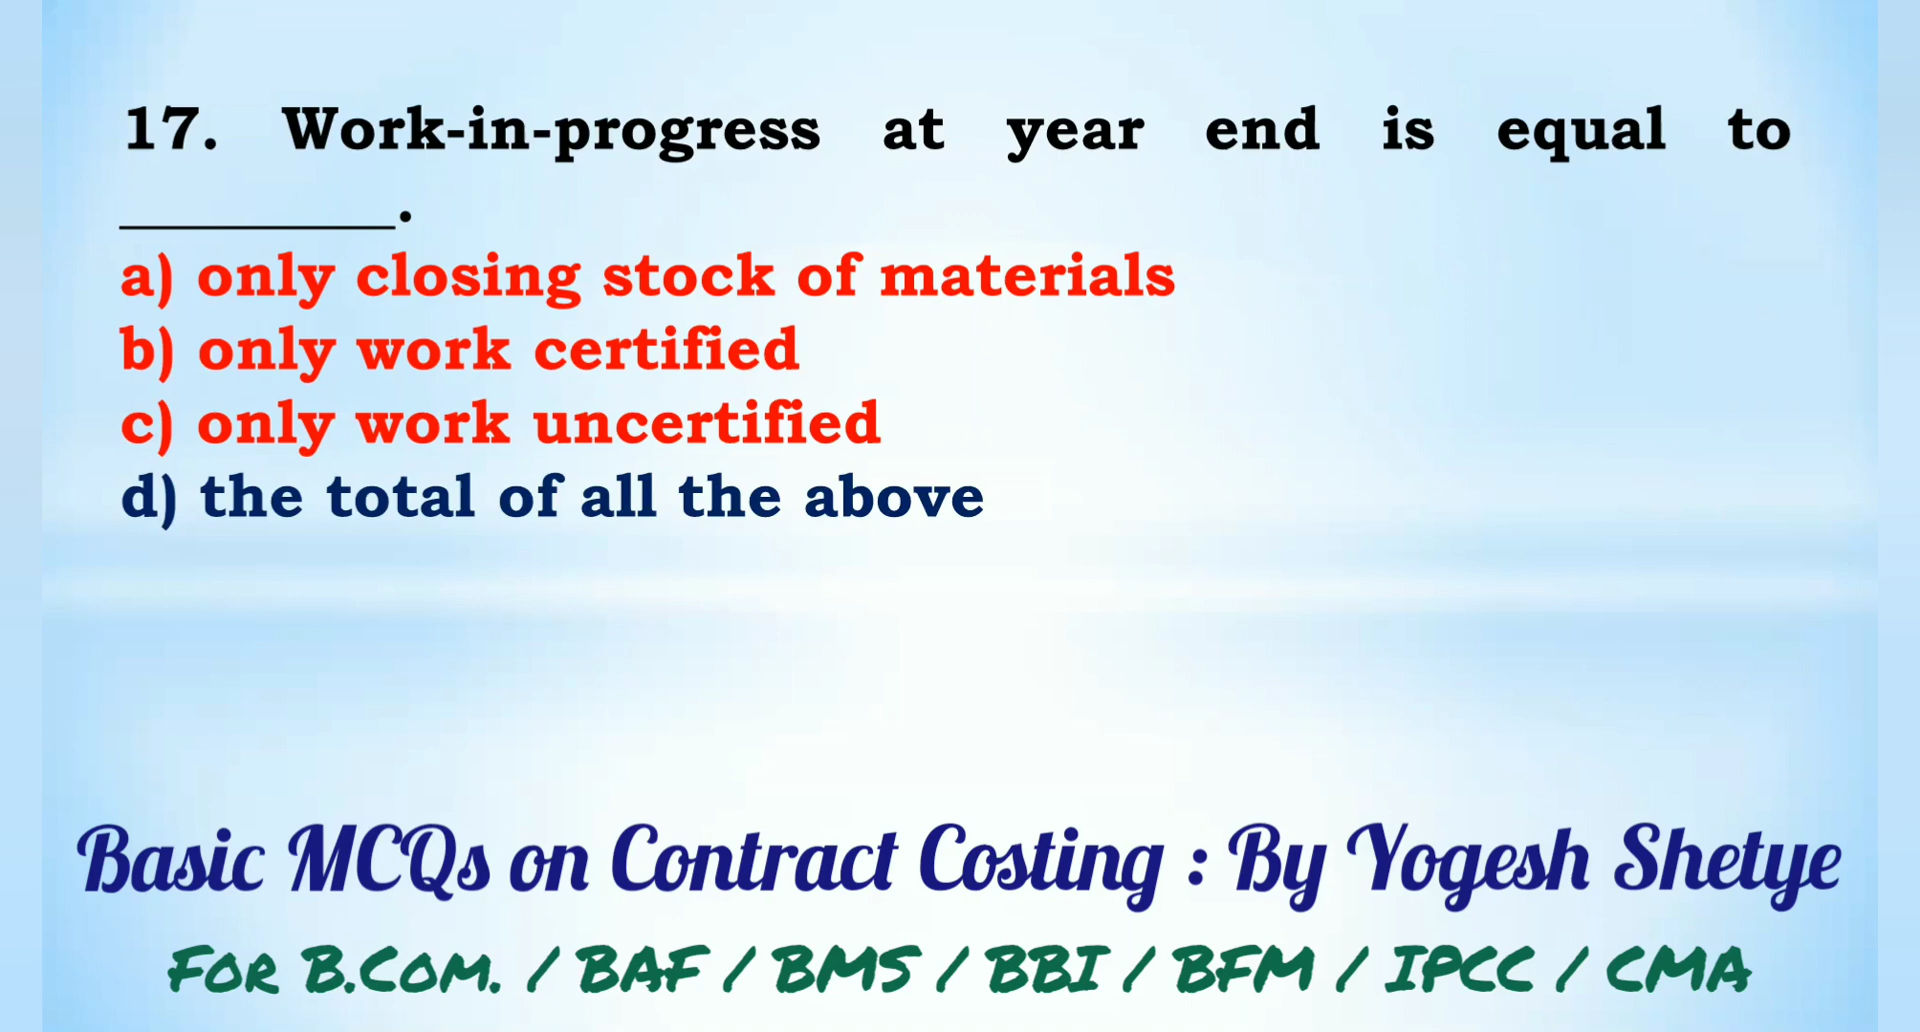 17. Work-in-progress at year end is equal to
_________.
a) only closing stock of materials
b) only work certified
c) only work uncertified
d) the total of all the above
Basic MCQs on Contract Costing : By Yogesh Shetye
For B.Com. / BAF / BMS / BBI / BFM / IPCC / CMA